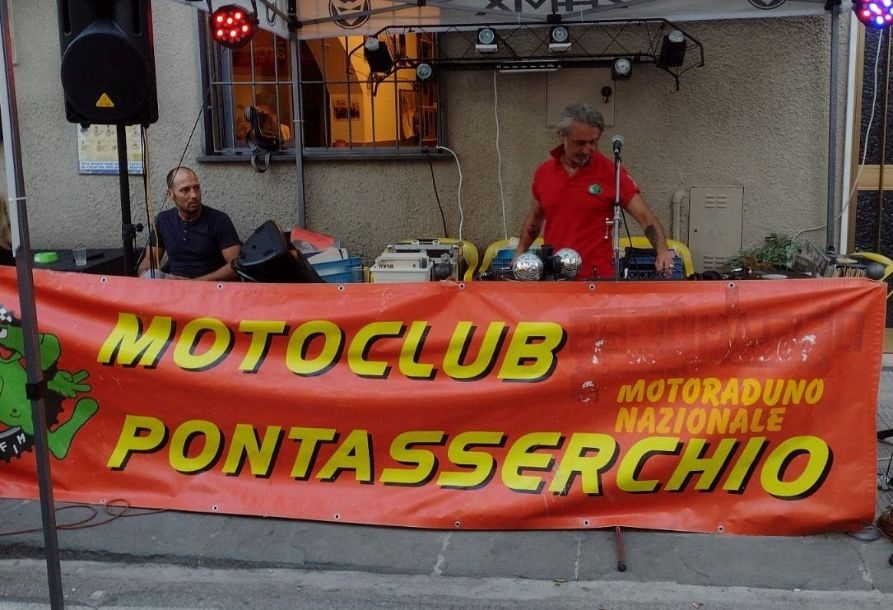 MOTOCLUB
MOTORADUNO
NAZIONALE
PONTASSERCHIO